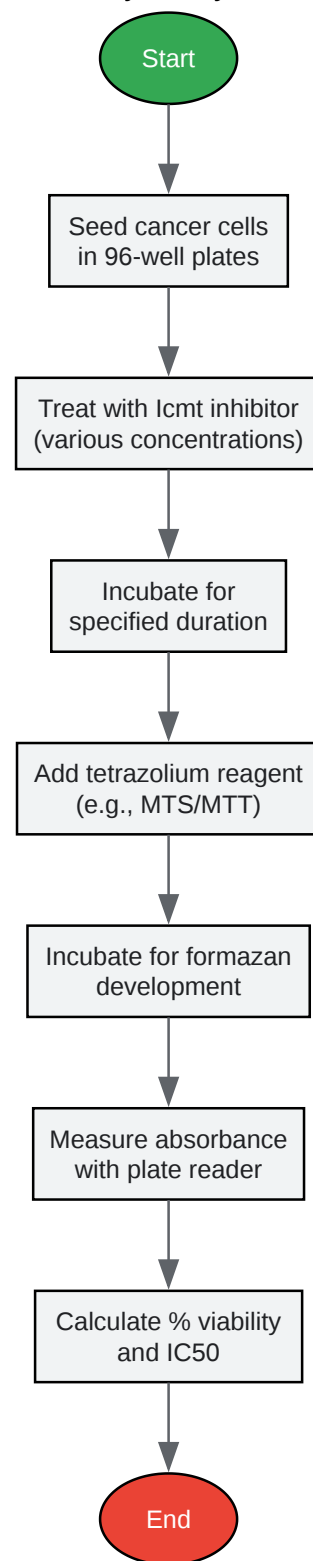 Start
Seed cancer cells
in 96-well plates
Treat with Icmt inhibitor
(various concentrations)
Incubate for
specified duration
Add tetrazolium reagent
(e.g., MTS/MTT)
Incubate for formazan
development
Measure absorbance
with plate reader
Calculate % viability
and IC50
End